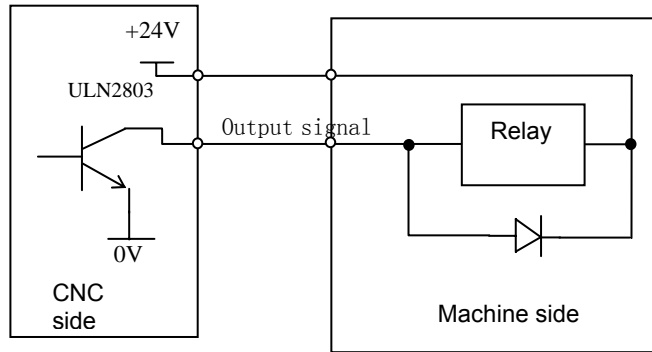 +24V
ULN2803
Output signal
Relay
0V
CNC
side
Machine side